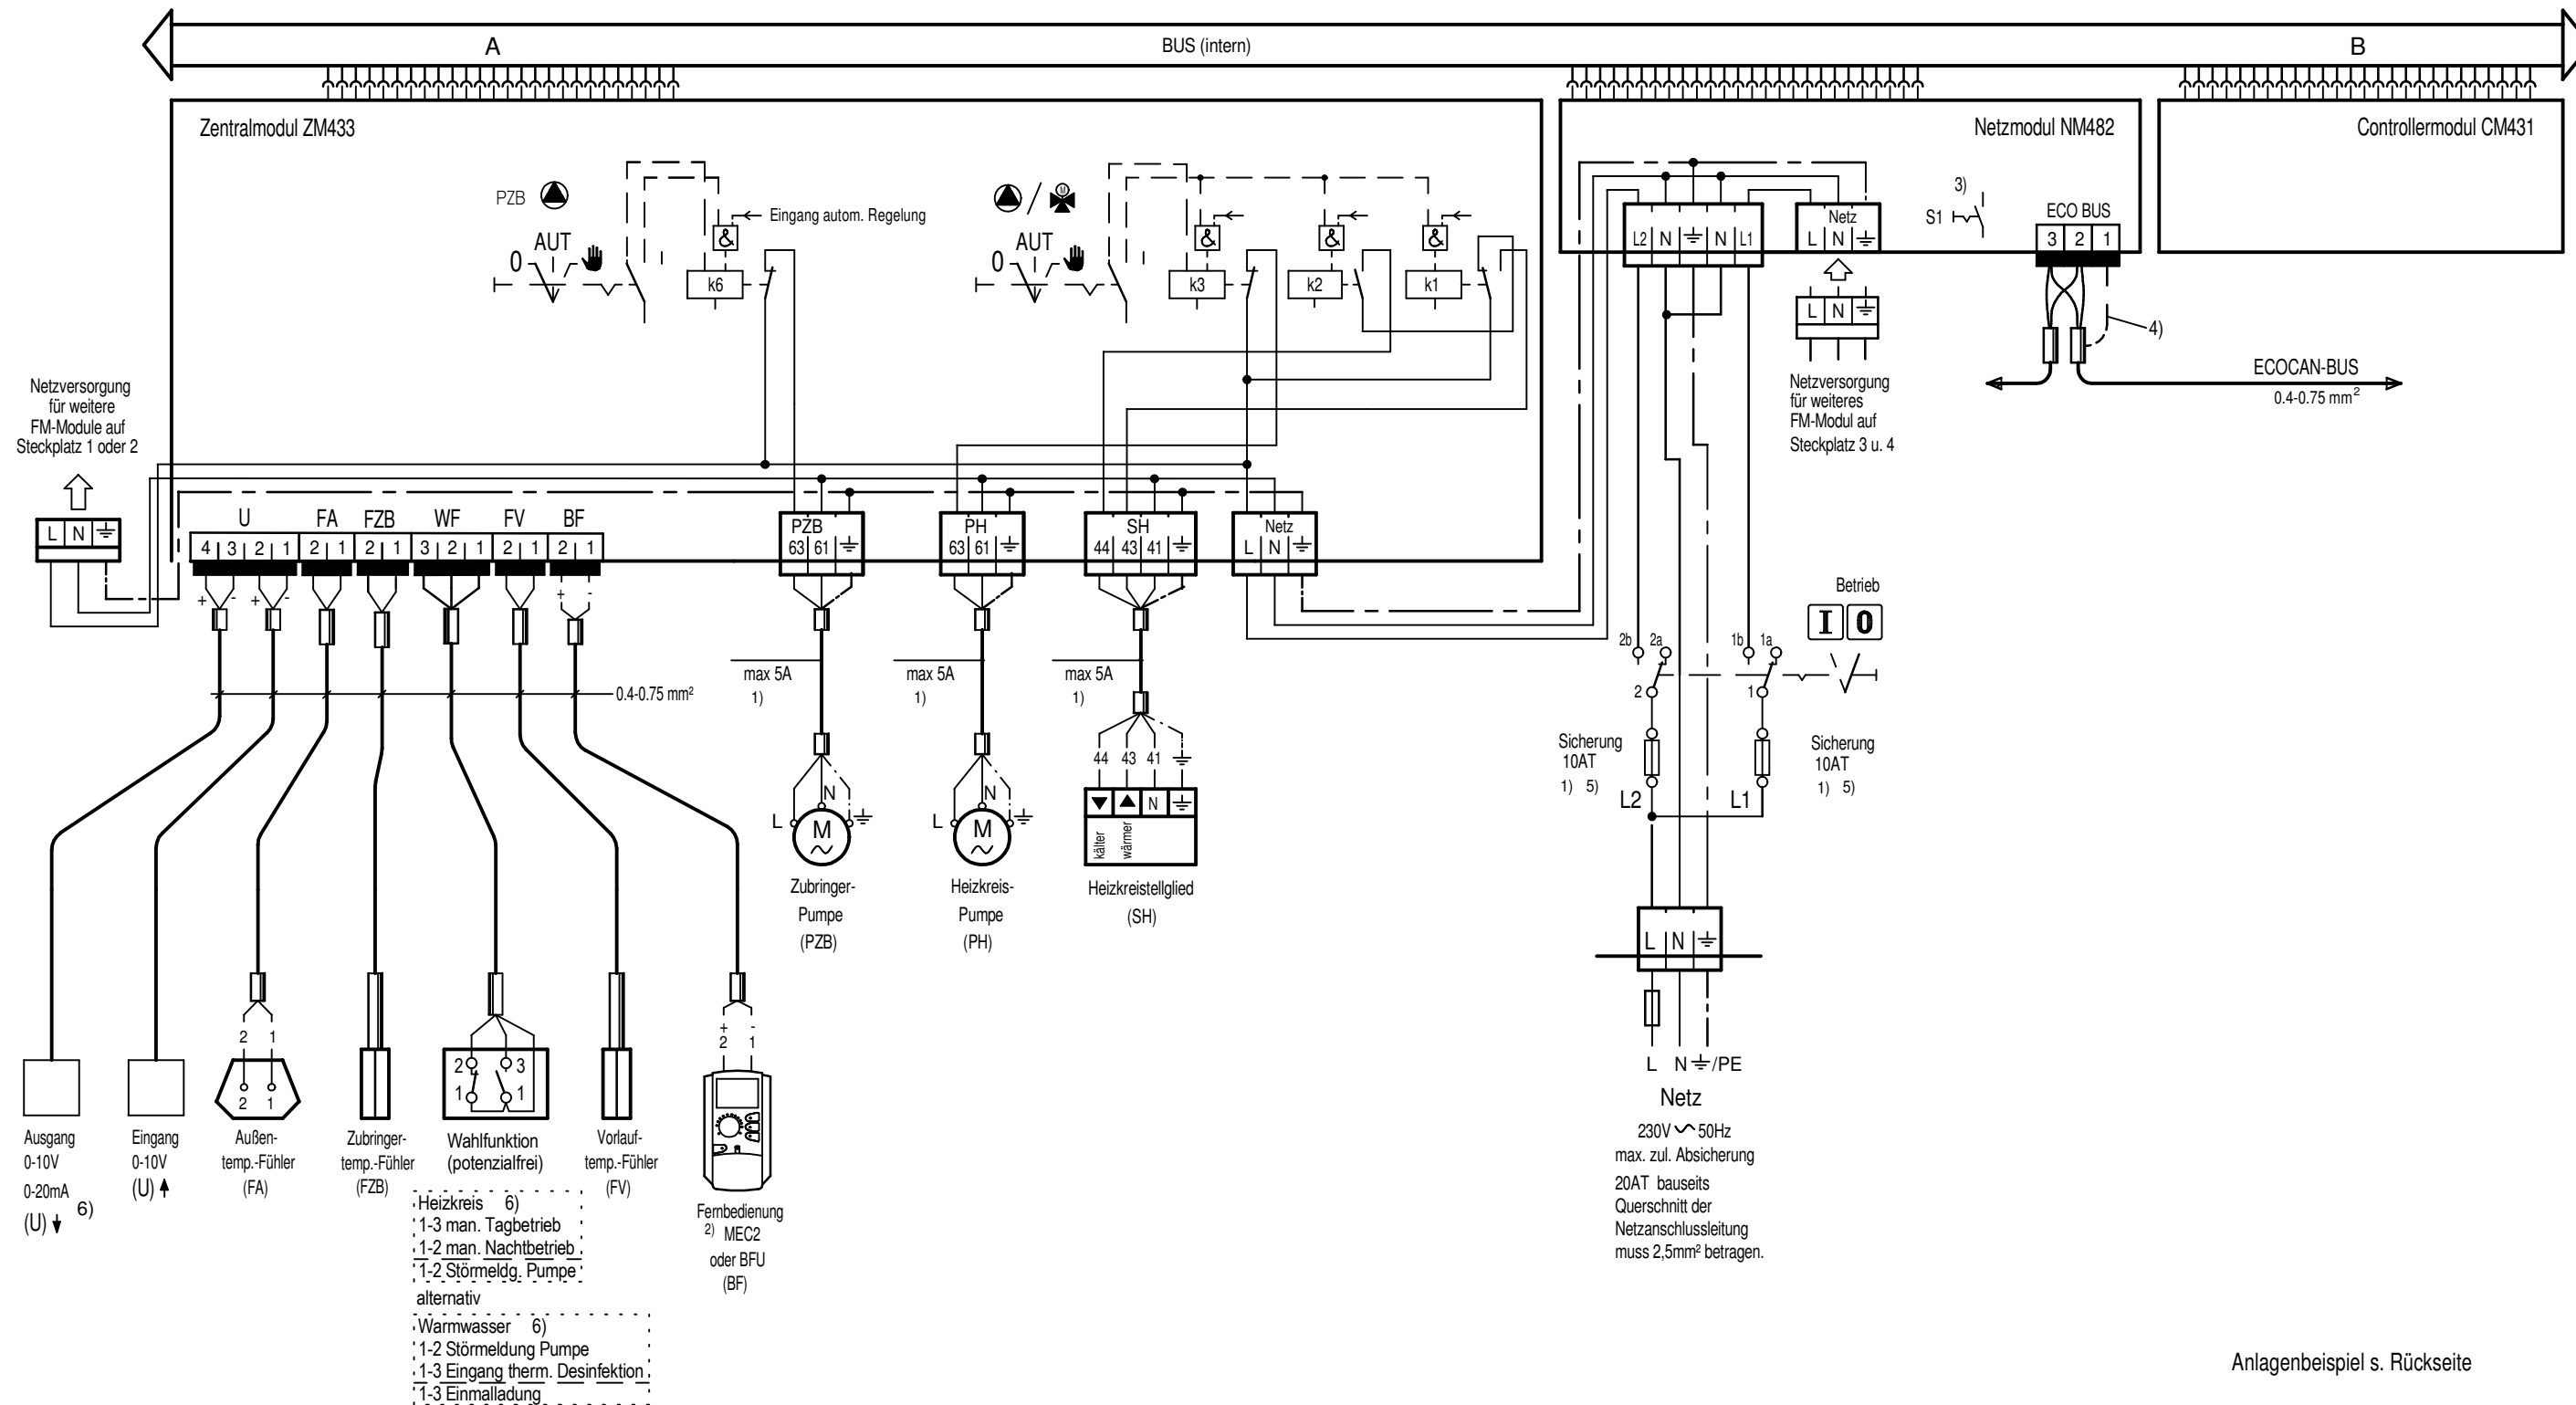 A
BUS (intern)
B
Zentralmodul ZM433
Netzmodul NM482
Controllermodul CM431
PZB
Eingang autom. Regelung
M
0 AUT
0 AUT
& & & &
k6
k3
k2
k1
L2 N N L1
Netz
L N
3)
S1
ECO BUS
3 2 1
L N
4)
Netzversorgung
für weiteres
FM-Modul auf
Steckplatz 3 u. 4
ECOCAN-BUS
0.4-0.75 mm²
Netzversorgung
für weitere
FM-Module auf
Steckplatz 1 oder 2
L N
U FA FZB WF FV BF
4 3 2 1 2 1 2 1 3 2 1 2 1 2 1
PZB
63 61
PH
63 61
SH
44 43 41
Netz
L N
+ - + - + -
0.4-0.75 mm²
max 5A
1)
max 5A
1)
max 5A
1)
44 43 41
N
kälter
wärmer
L N
M
L N
M
Zubringer-
Pumpe
(PZB)
Heizkreis-
Pumpe
(PH)
Heizkreistellglied
(SH)
Betrieb
I 0
2b 2a 1b 1a
2 1
Sicherung
10AT
1) 5)
Sicherung
10AT
1) 5)
L2 L1
L N
L N /PE
Netz
230V 50Hz
max. zul. Absicherung
20AT bauseits
Querschnitt der
Netzanschlussleitung
muss 2,5mm² betragen.
2 1
2 1
2 3
1 1
+ -
2 1
Ausgang
0-10V
0-20mA
(U) 6)
Eingang
0-10V
(U)
Außen-
temp.-Fühler
(FA)
Zubringer-
temp.-Fühler
(FZB)
Wahlfunktion
(potenzialfrei)
Vorlauf-
temp.-Fühler
(FV)
Fernbedienung
2) MEC2
oder BFU
(BF)
Heizkreis 6)
1-3 man. Tagbetrieb
1-2 man. Nachtbetrieb
1-2 Störmeldg. Pumpe
alternativ
Warmwasser 6)
1-2 Störmeldung Pumpe
1-3 Eingang therm. Desinfektion
1-3 Einmalladung
Anlagenbeispiel s. Rückseite